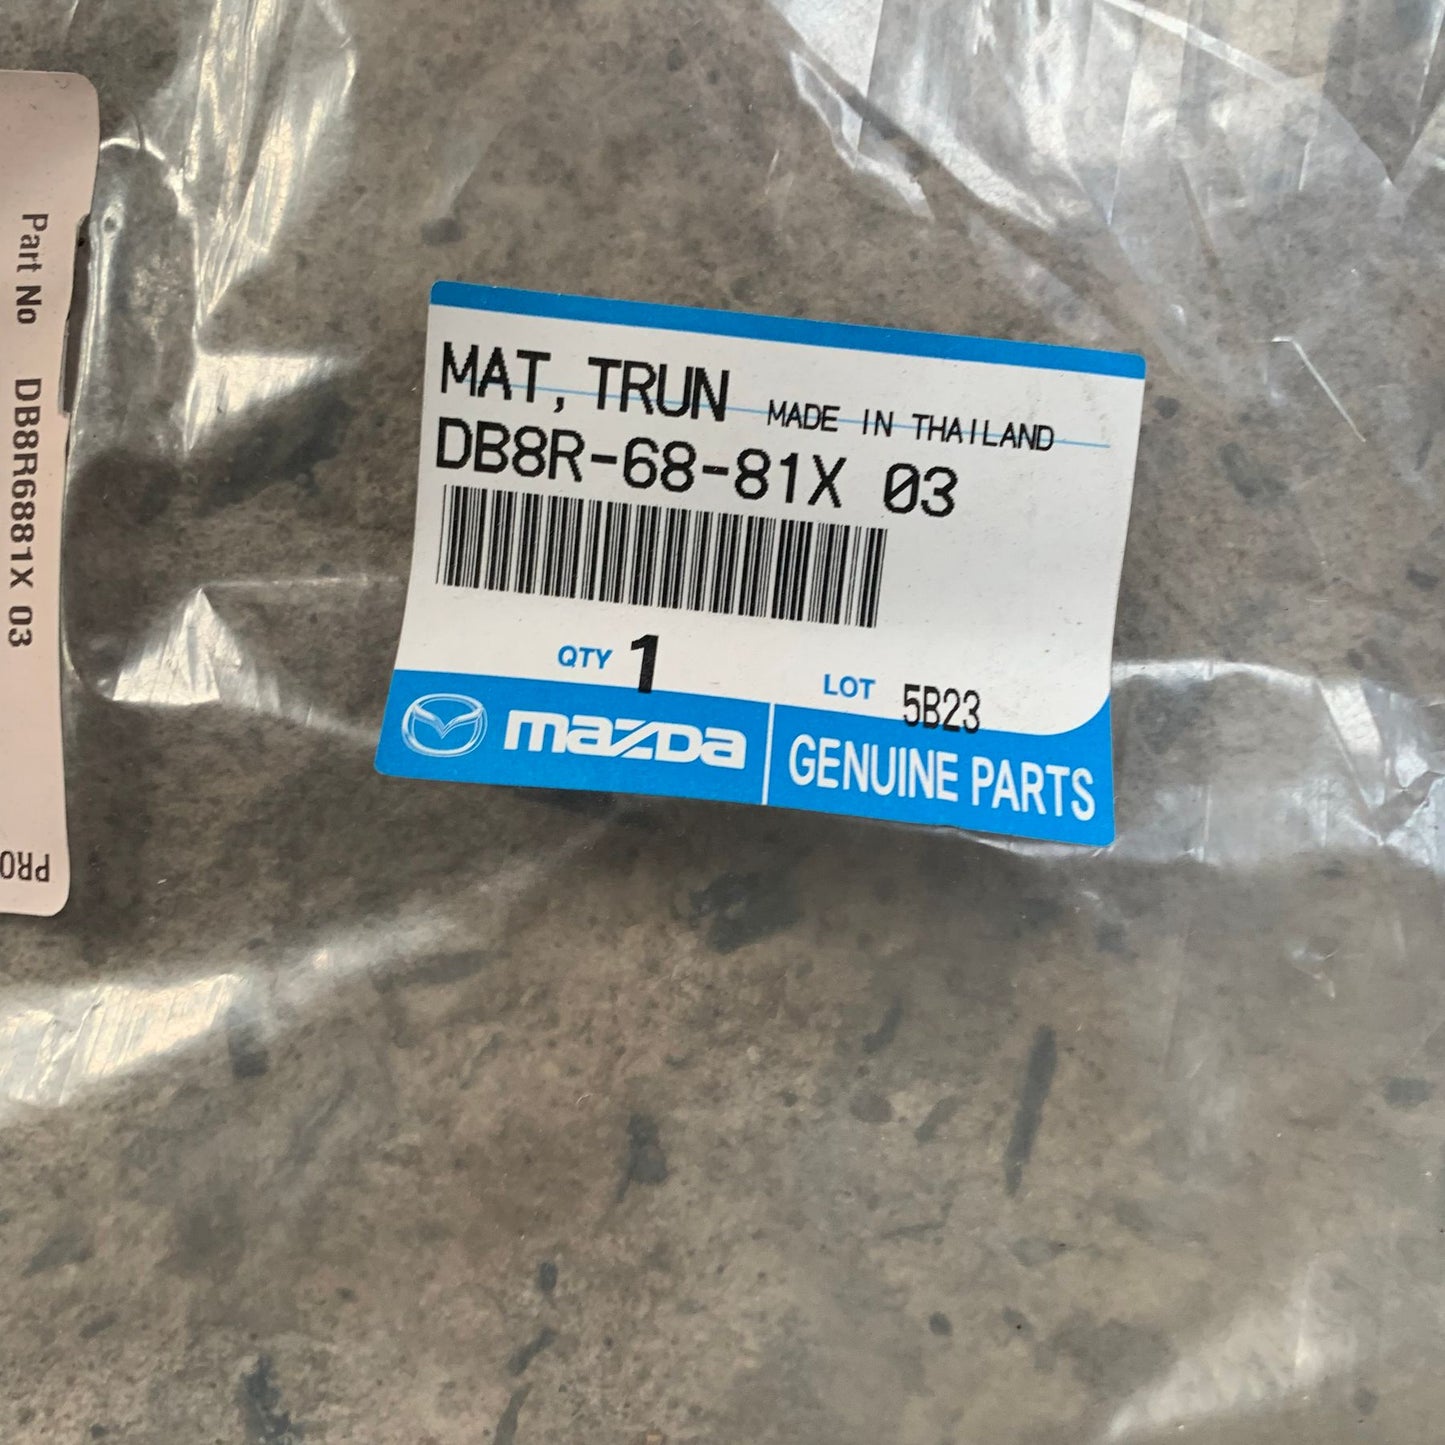 Part No DB8R6881X 03
PRO
MAT, TRUN MADE IN THAILAND
DB8R-68-81X 03
QTY 1
LOT 5B23
mazda GENUINE PARTS